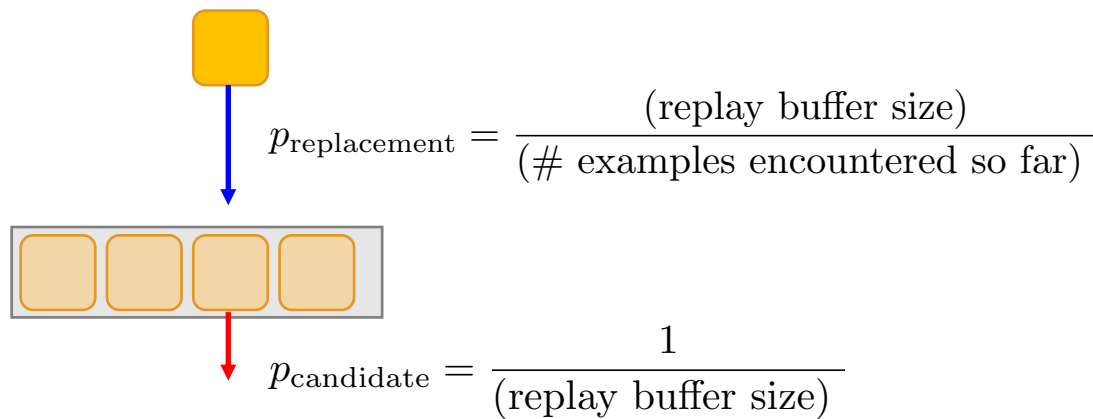 p_replacement = (replay buffer size) / (# examples encountered so far)
p_candidate = 1 / (replay buffer size)